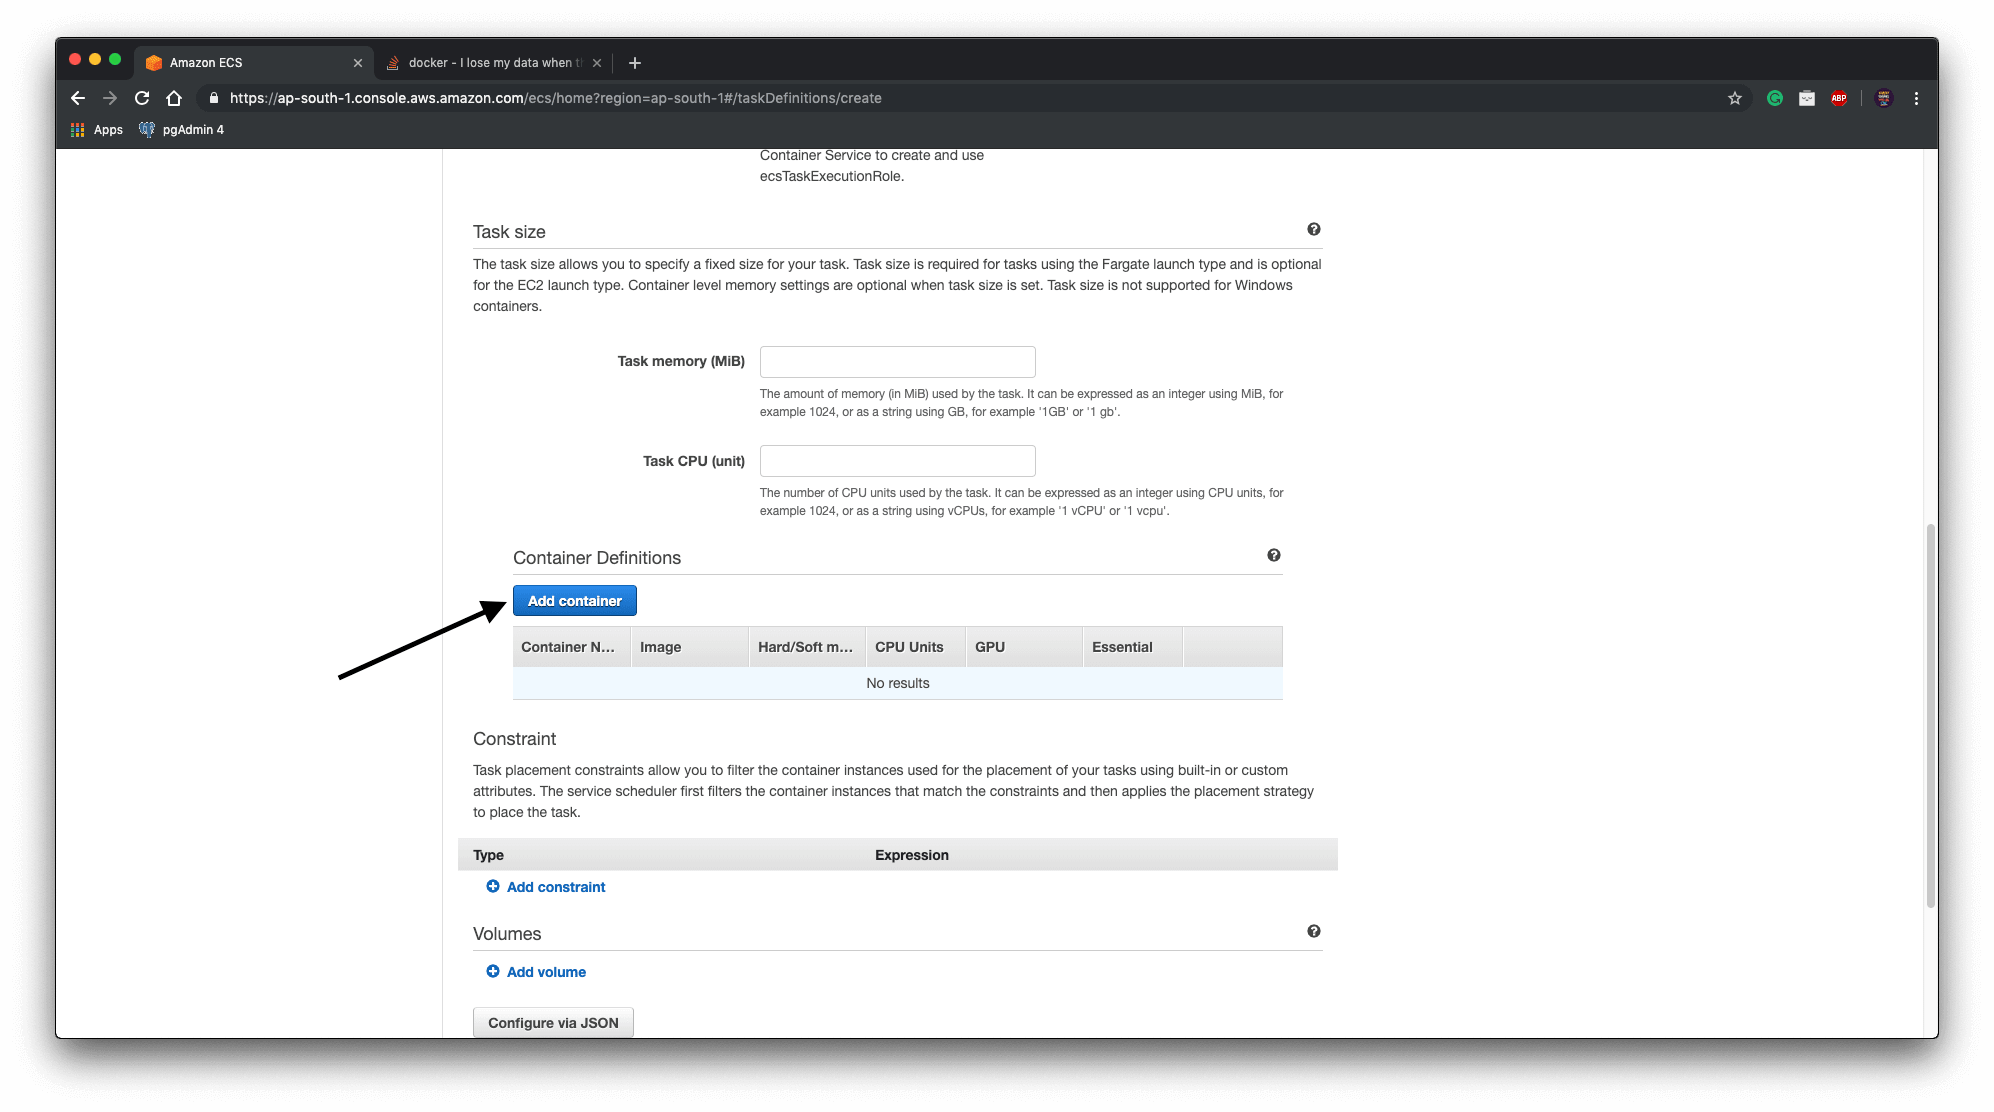 Amazon ECS
docker - I lose my data when t
https://ap-south-1.console.aws.amazon.com/ecs/home?region=ap-south-1#/taskDefinitions/create
ABP
Apps
pgAdmin 4
Container Service to create and use
ecsTaskExecutionRole.
Task size
The task size allows you to specify a fixed size for your task. Task size is required for tasks using the Fargate launch type and is optional
for the EC2 launch type. Container level memory settings are optional when task size is set. Task size is not supported for Windows
containers.
Task memory (MiB)
The amount of memory (in MiB) used by the task. It can be expressed as an integer using MiB, for
example 1024, or as a string using GB, for example '1GB' or '1 gb'.
Task CPU (unit)
The number of CPU units used by the task. It can be expressed as an integer using CPU units, for
example 1024, or as a string using vCPUs, for example '1 vCPU' or '1 vcpu'.
Container Definitions
Add container
Container N... Image Hard/Soft m... CPU Units GPU Essential
No results
Constraint
Task placement constraints allow you to filter the container instances used for the placement of your tasks using built-in or custom
attributes. The service scheduler first filters the container instances that match the constraints and then applies the placement strategy
to place the task.
Type Expression
Add constraint
Volumes
Add volume
Configure via JSON